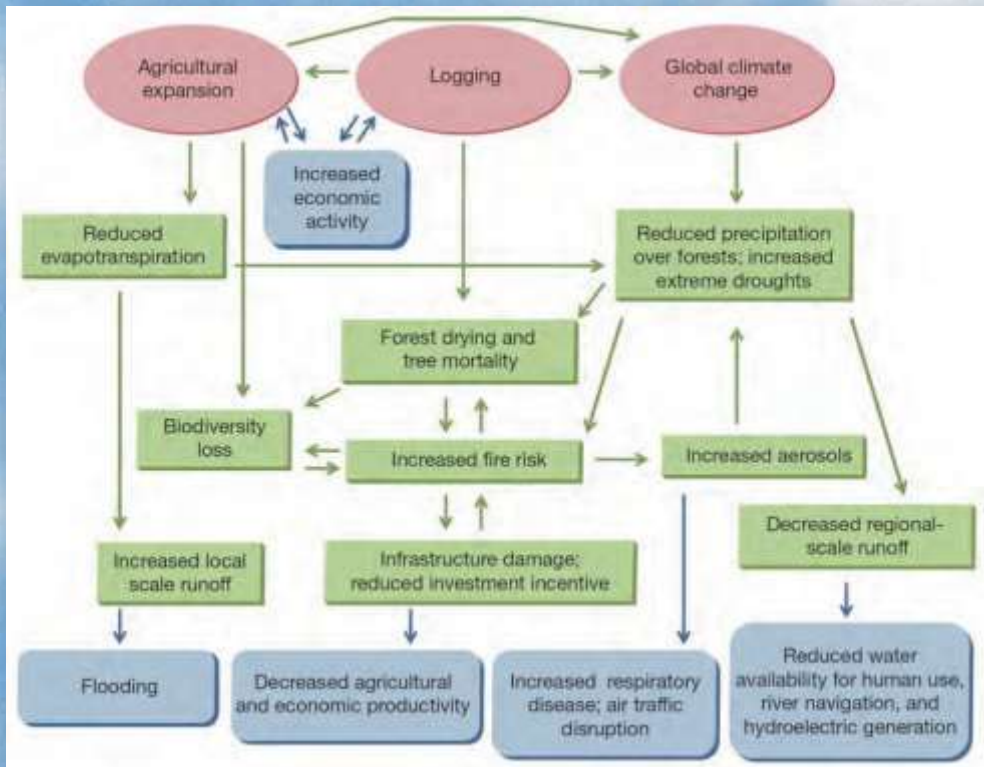 Agricultural
expansion
Logging
Global climate
change
Increased
economic
activity
Reduced
evapotranspiration
Reduced precipitation
over forests; increased
extreme droughts
Forest drying and
tree mortality
Biodiversity
loss
Increased fire risk
Increased aerosols
Decreased regional-
scale runoff
Increased local
scale runoff
Infrastructure damage;
reduced investment incentive
Flooding
Decreased agricultural
and economic productivity
Increased respiratory
disease; air traffic
disruption
Reduced water
availability for human use,
river navigation, and
hydroelectric generation